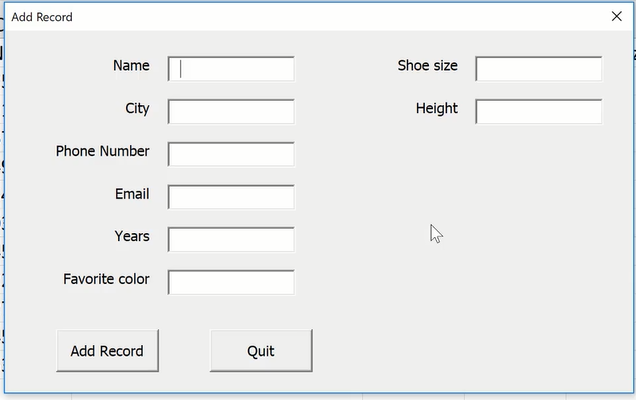 Add Record
Name
Shoe size
City
Height
Phone Number
Email
Years
Favorite color
Add Record
Quit